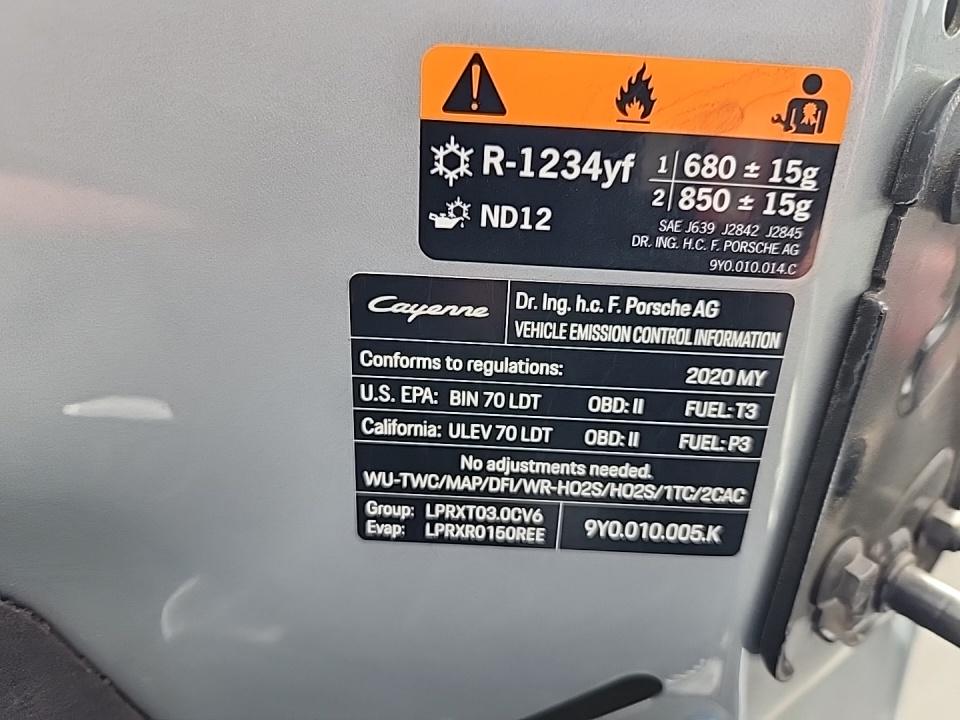 R-1234yf 1 680 ± 15g
2 850 ± 15g
ND12
SAE J639 J2842 J2845
DR. ING. H.C. F. PORSCHE AG
9Y0.010.014.C
Cayenne
Dr. Ing. h.c. F. Porsche AG
VEHICLE EMISSION CONTROL INFORMATION
Conforms to regulations: 2020 MY
U.S. EPA: BIN 70 LDT OBD: II FUEL: T3
California: ULEV 70 LDT OBD: II FUEL: P3
No adjustments needed.
WU-TWC/MAP/DFI/WR-HO2S/HO2S/1TC/2CAC
Group: LPRXT03.0CV6
Evap: LPRXR0150REE
9Y0.010.005.K